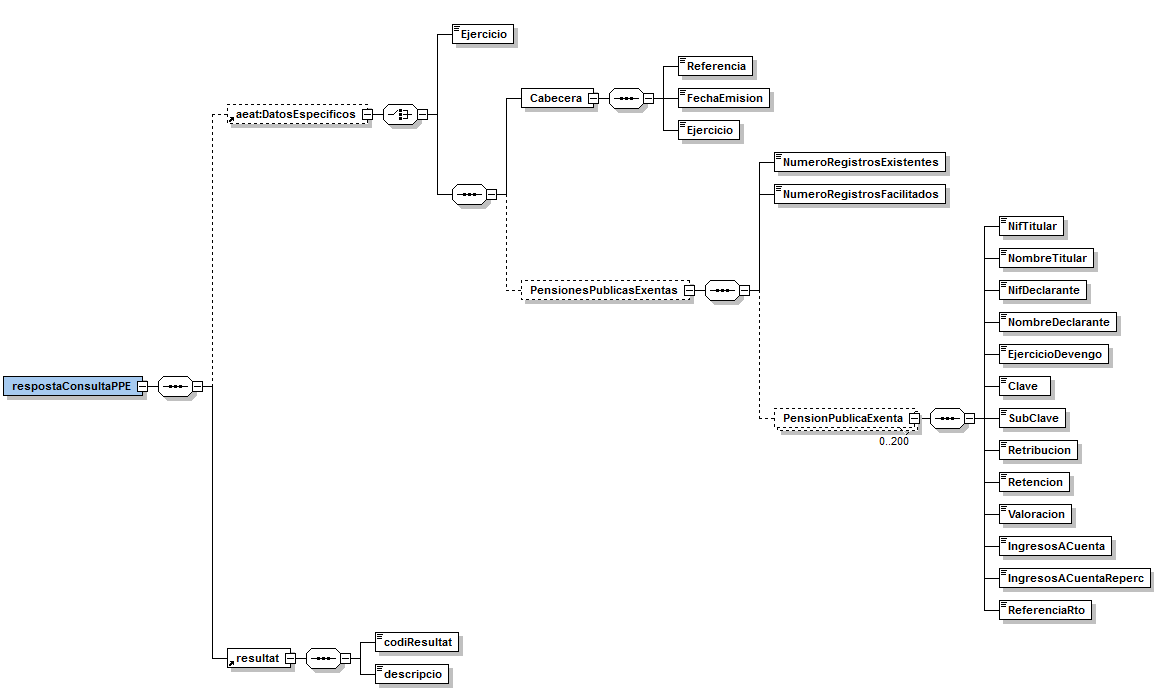 Ejercicio
Referencia
aeat:DatosEspecificos
Cabecera
FechaEmision
Ejercicio
NumeroRegistrosExistentes
NumeroRegistrosFacilitados
NifTitular
NombreTitular
PensionesPublicasExentas
NifDeclarante
NombreDeclarante
EjercicioDevengo
respostaConsultaPPE
Clave
PensionPublicaExenta
0..200
SubClave
Retribucion
Retencion
Valoracion
IngresosACuenta
IngresosACuentaReperc
ReferenciaRto
resultat
codiResultat
descripcio